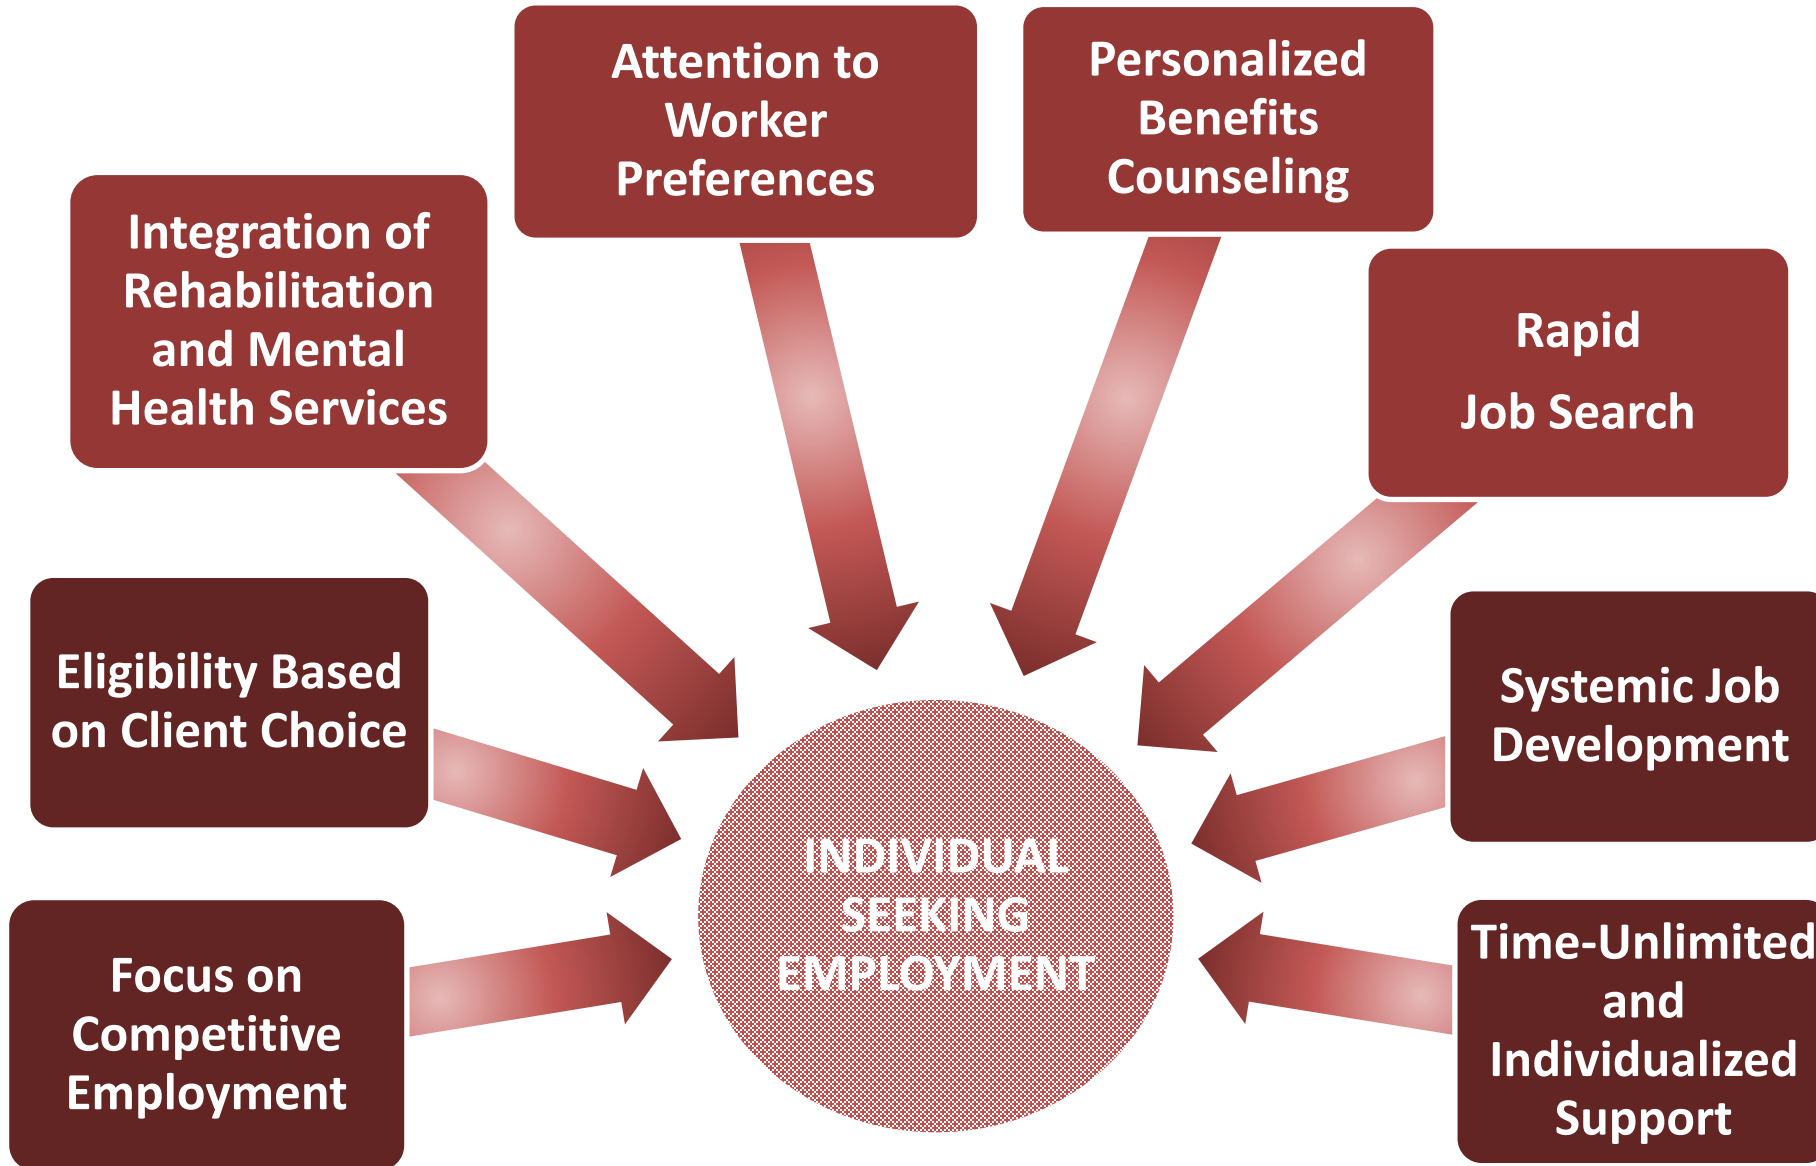 Attention to
Worker
Preferences
Personalized
Benefits
Counseling
Integration of
Rehabilitation
and Mental
Health Services
Rapid
Job Search
Eligibility Based
on Client Choice
Systemic Job
Development
INDIVIDUAL
SEEKING
EMPLOYMENT
Focus on
Competitive
Employment
Time-Unlimited
and
Individualized
Support